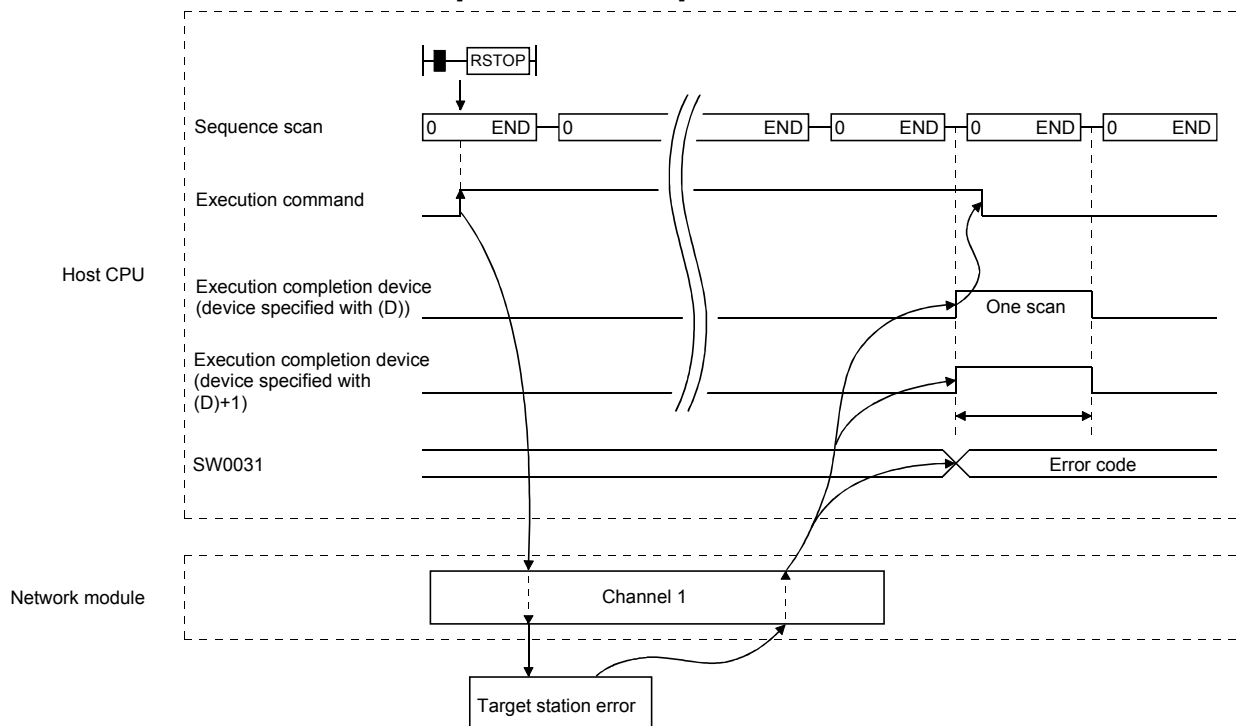 RSTOP
Sequence scan
0 END 0 END 0 END 0 END 0 END
Execution command
Host CPU
Execution completion device
(device specified with (D))
One scan
Execution completion device
(device specified with
(D)+1)
SW0031
Error code
Network module
Channel 1
Target station error